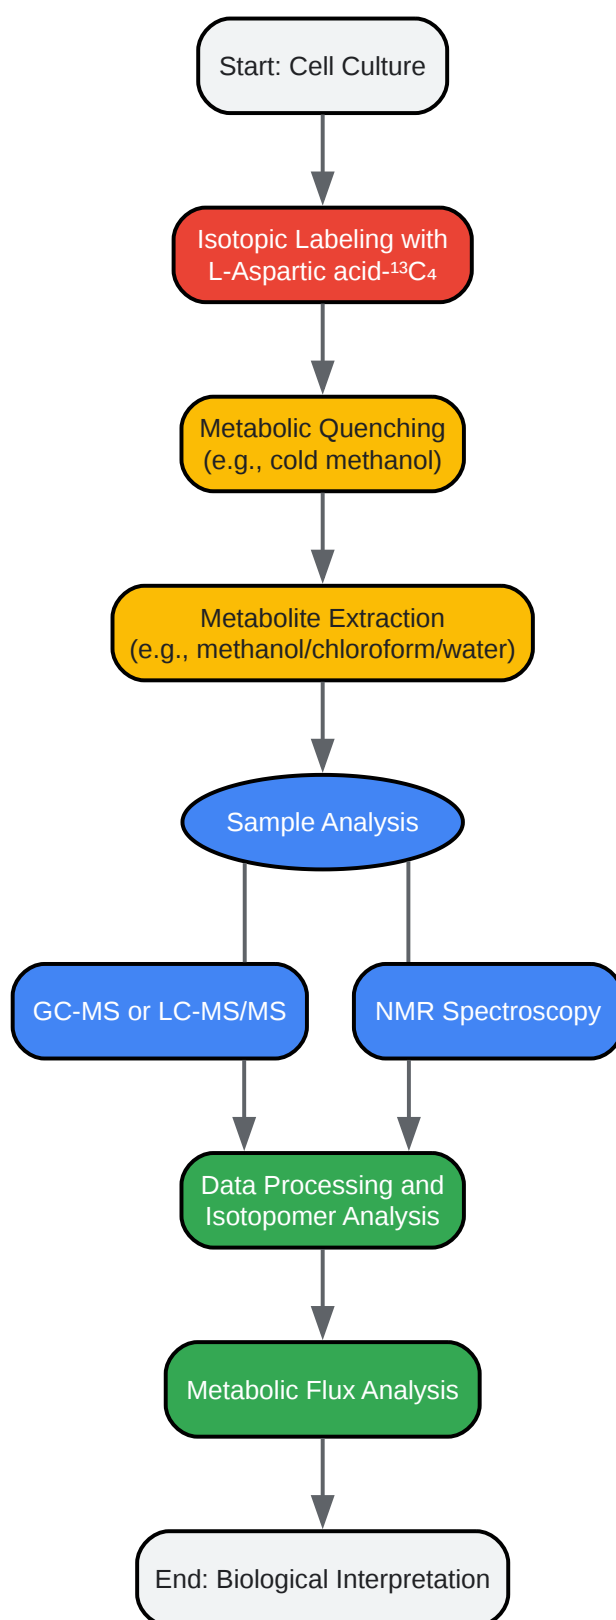 Start: Cell Culture
Isotopic Labeling with
L-Aspartic acid-¹³C₄
Metabolic Quenching
(e.g., cold methanol)
Metabolite Extraction
(e.g., methanol/chloroform/water)
Sample Analysis
GC-MS or LC-MS/MS
NMR Spectroscopy
Data Processing and
Isotopomer Analysis
Metabolic Flux Analysis
End: Biological Interpretation